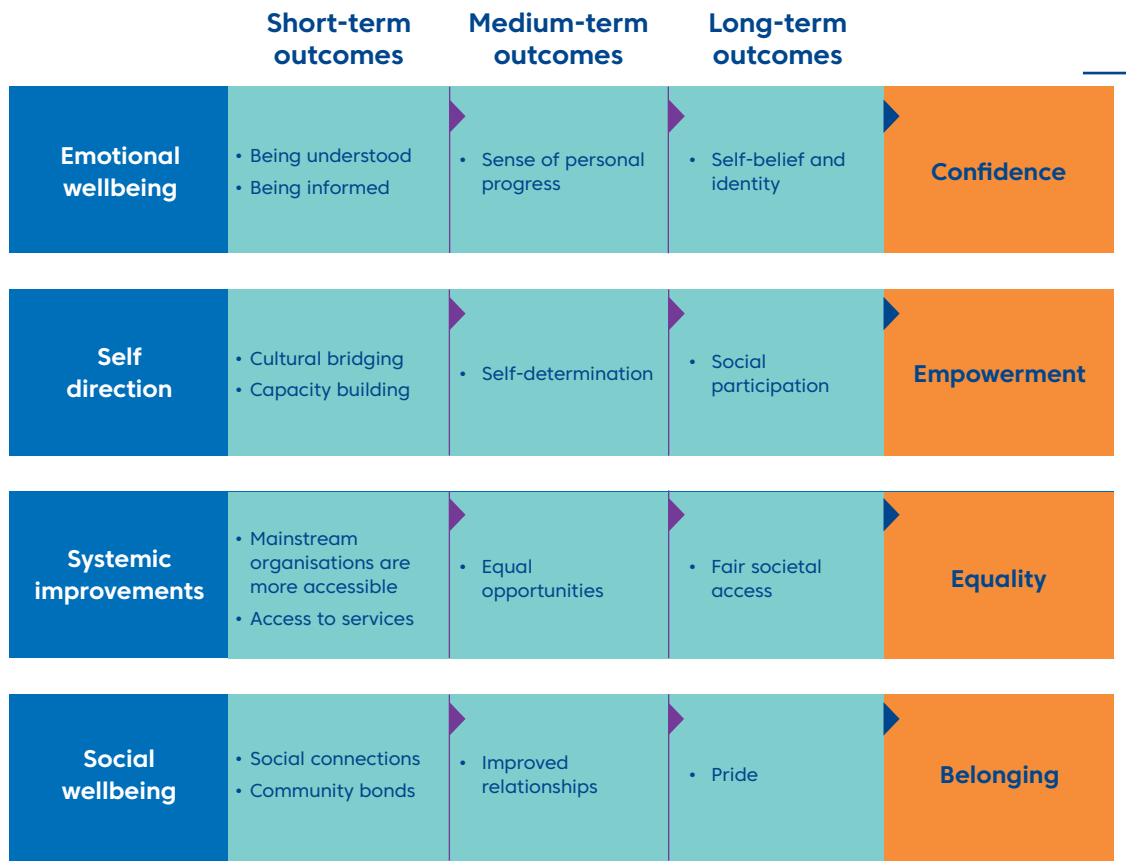 Short-term
outcomes
Medium-term
outcomes
Long-term
outcomes
Emotional
wellbeing
• Being understood
• Being informed
• Sense of personal
progress
• Self-belief and
identity
Confidence
Self
direction
• Cultural bridging
• Capacity building
• Self-determination
• Social
participation
Empowerment
Systemic
improvements
• Mainstream
organisations are
more accessible
• Access to services
• Equal
opportunities
• Fair societal
access
Equality
Social
wellbeing
• Social connections
• Community bonds
• Improved
relationships
• Pride
Belonging